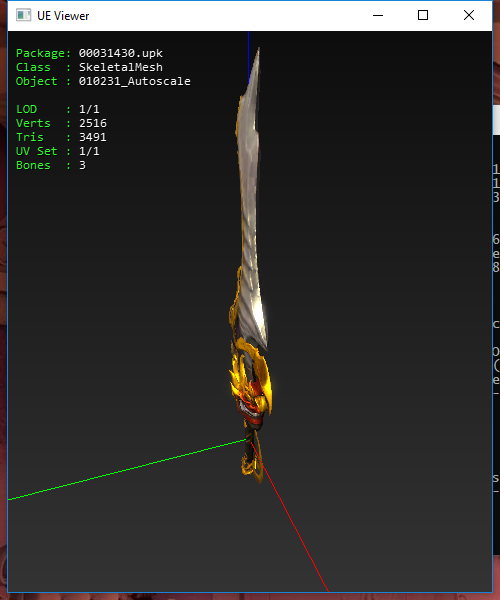 UE Viewer
Package: 00031430.upk
Class : SkeletalMesh
Object : 010231_Autoscale
LOD : 1/1
Verts : 2516
Tris : 3491
UV Set : 1/1
Bones : 3